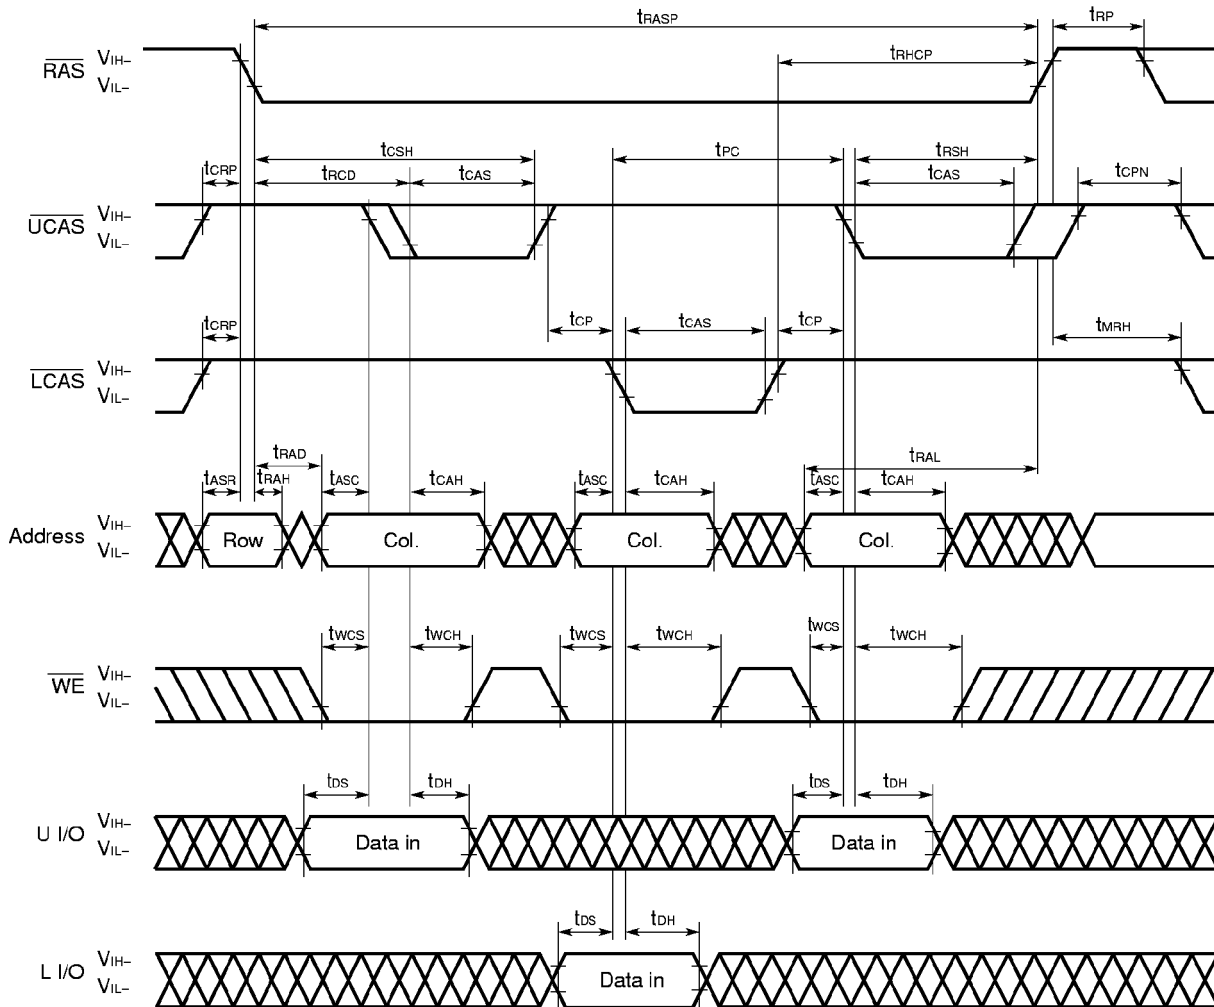 tRASP
tRP
RAS VIH–
VIL–
tRHCP
tCSH
tPC
tRSH
tCRP
tRCD
tCAS
tCAS
tCPN
UCAS VIH–
VIL–
tCRP
tCP
tCAS
tCP
tMRH
LCAS VIH–
VIL–
tRAD
tRAL
tASR
tRAH
tASC
tCAH
tASC
tCAH
tASC
tCAH
Address VIH–
VIL–
Row
Col.
Col.
Col.
tWCS
tWCH
tWCS
tWCH
tWCS
tWCH
WE VIH–
VIL–
tDS
tDH
tDS
tDH
U I/O VIH–
VIL–
Data in
Data in
tDS
tDH
L I/O VIH–
VIL–
Data in